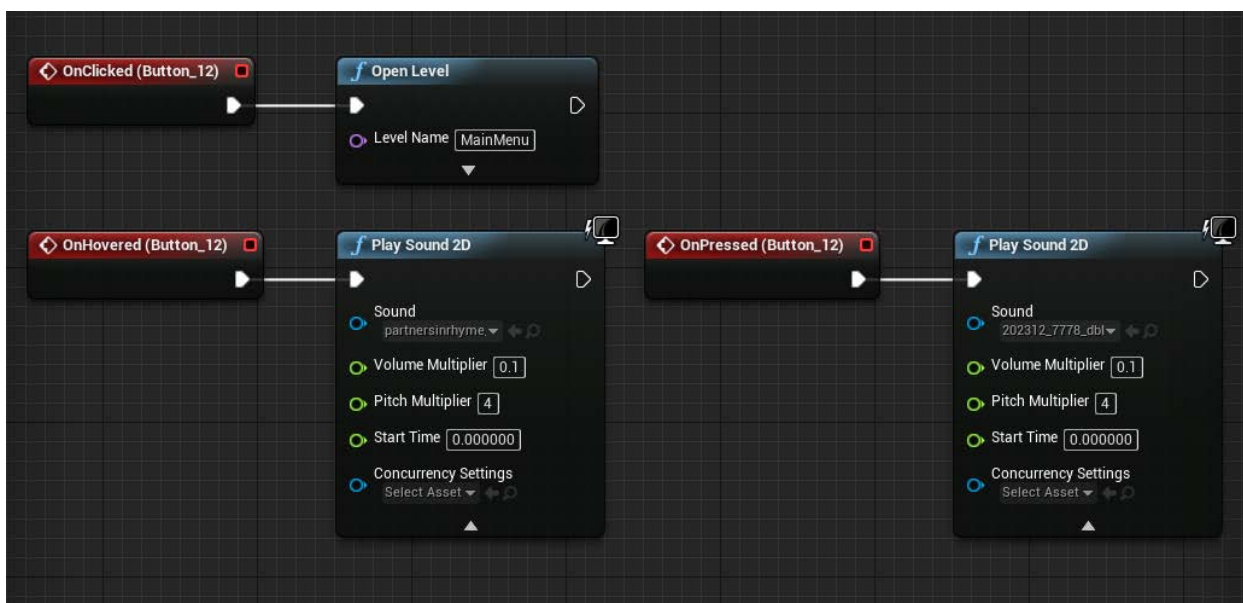 OnClicked (Button_12)
f Open Level
Level Name MainMenu
OnHovered (Button_12)
f Play Sound 2D
Sound
partnersinrhyme.
Volume Multiplier 0.1
Pitch Multiplier 4
Start Time 0.000000
Concurrency Settings
Select Asset
OnPressed (Button_12)
f Play Sound 2D
Sound
202312_7778_dbl
Volume Multiplier 0.1
Pitch Multiplier 4
Start Time 0.000000
Concurrency Settings
Select Asset